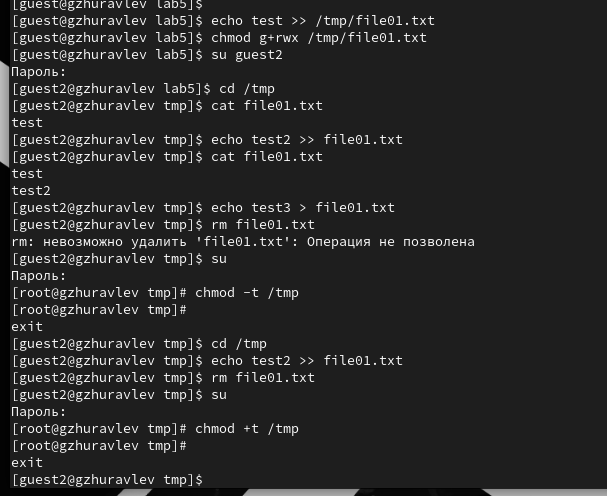 [guest@gzhuravlev lab5]$
[guest@gzhuravlev lab5]$ echo test >> /tmp/file01.txt
[guest@gzhuravlev lab5]$ chmod g+rwx /tmp/file01.txt
[guest@gzhuravlev lab5]$ su guest2
Пароль:
[guest2@gzhuravlev lab5]$ cd /tmp
[guest2@gzhuravlev tmp]$ cat file01.txt
test
[guest2@gzhuravlev tmp]$ echo test2 >> file01.txt
[guest2@gzhuravlev tmp]$ cat file01.txt
test
test2
[guest2@gzhuravlev tmp]$ echo test3 > file01.txt
[guest2@gzhuravlev tmp]$ rm file01.txt
rm: невозможно удалить 'file01.txt': Операция не позволена
[guest2@gzhuravlev tmp]$ su
Пароль:
[root@gzhuravlev tmp]# chmod -t /tmp
[root@gzhuravlev tmp]#
exit
[guest2@gzhuravlev tmp]$ cd /tmp
[guest2@gzhuravlev tmp]$ echo test2 >> file01.txt
[guest2@gzhuravlev tmp]$ rm file01.txt
[guest2@gzhuravlev tmp]$ su
Пароль:
[root@gzhuravlev tmp]# chmod +t /tmp
[root@gzhuravlev tmp]#
exit
[guest2@gzhuravlev tmp]$